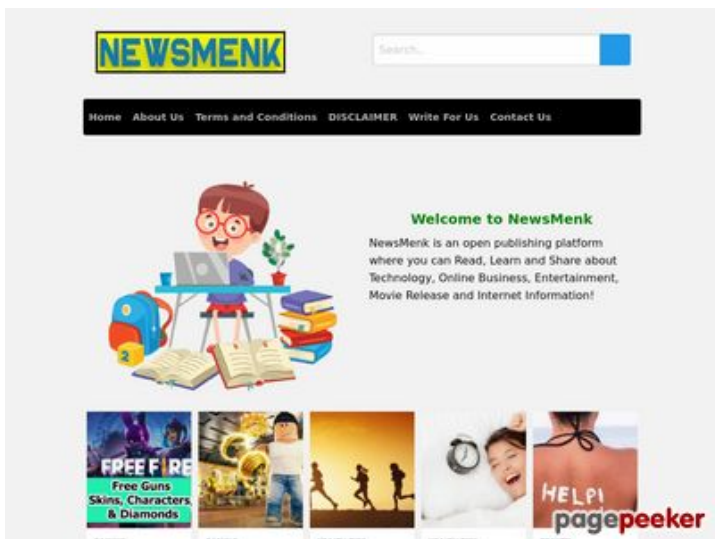 NEWSMENK
Search...
Home About Us Terms and Conditions DISCLAIMER Write For Us Contact Us
Welcome to NewsMenk
NewsMenk is an open publishing platform
where you can Read, Learn and Share about
Technology, Online Business, Entertainment,
Movie Release and Internet Information!
2
FREE FIRE
Free Guns
Skins, Characters,
& Diamonds
HELP!
pagepeeker